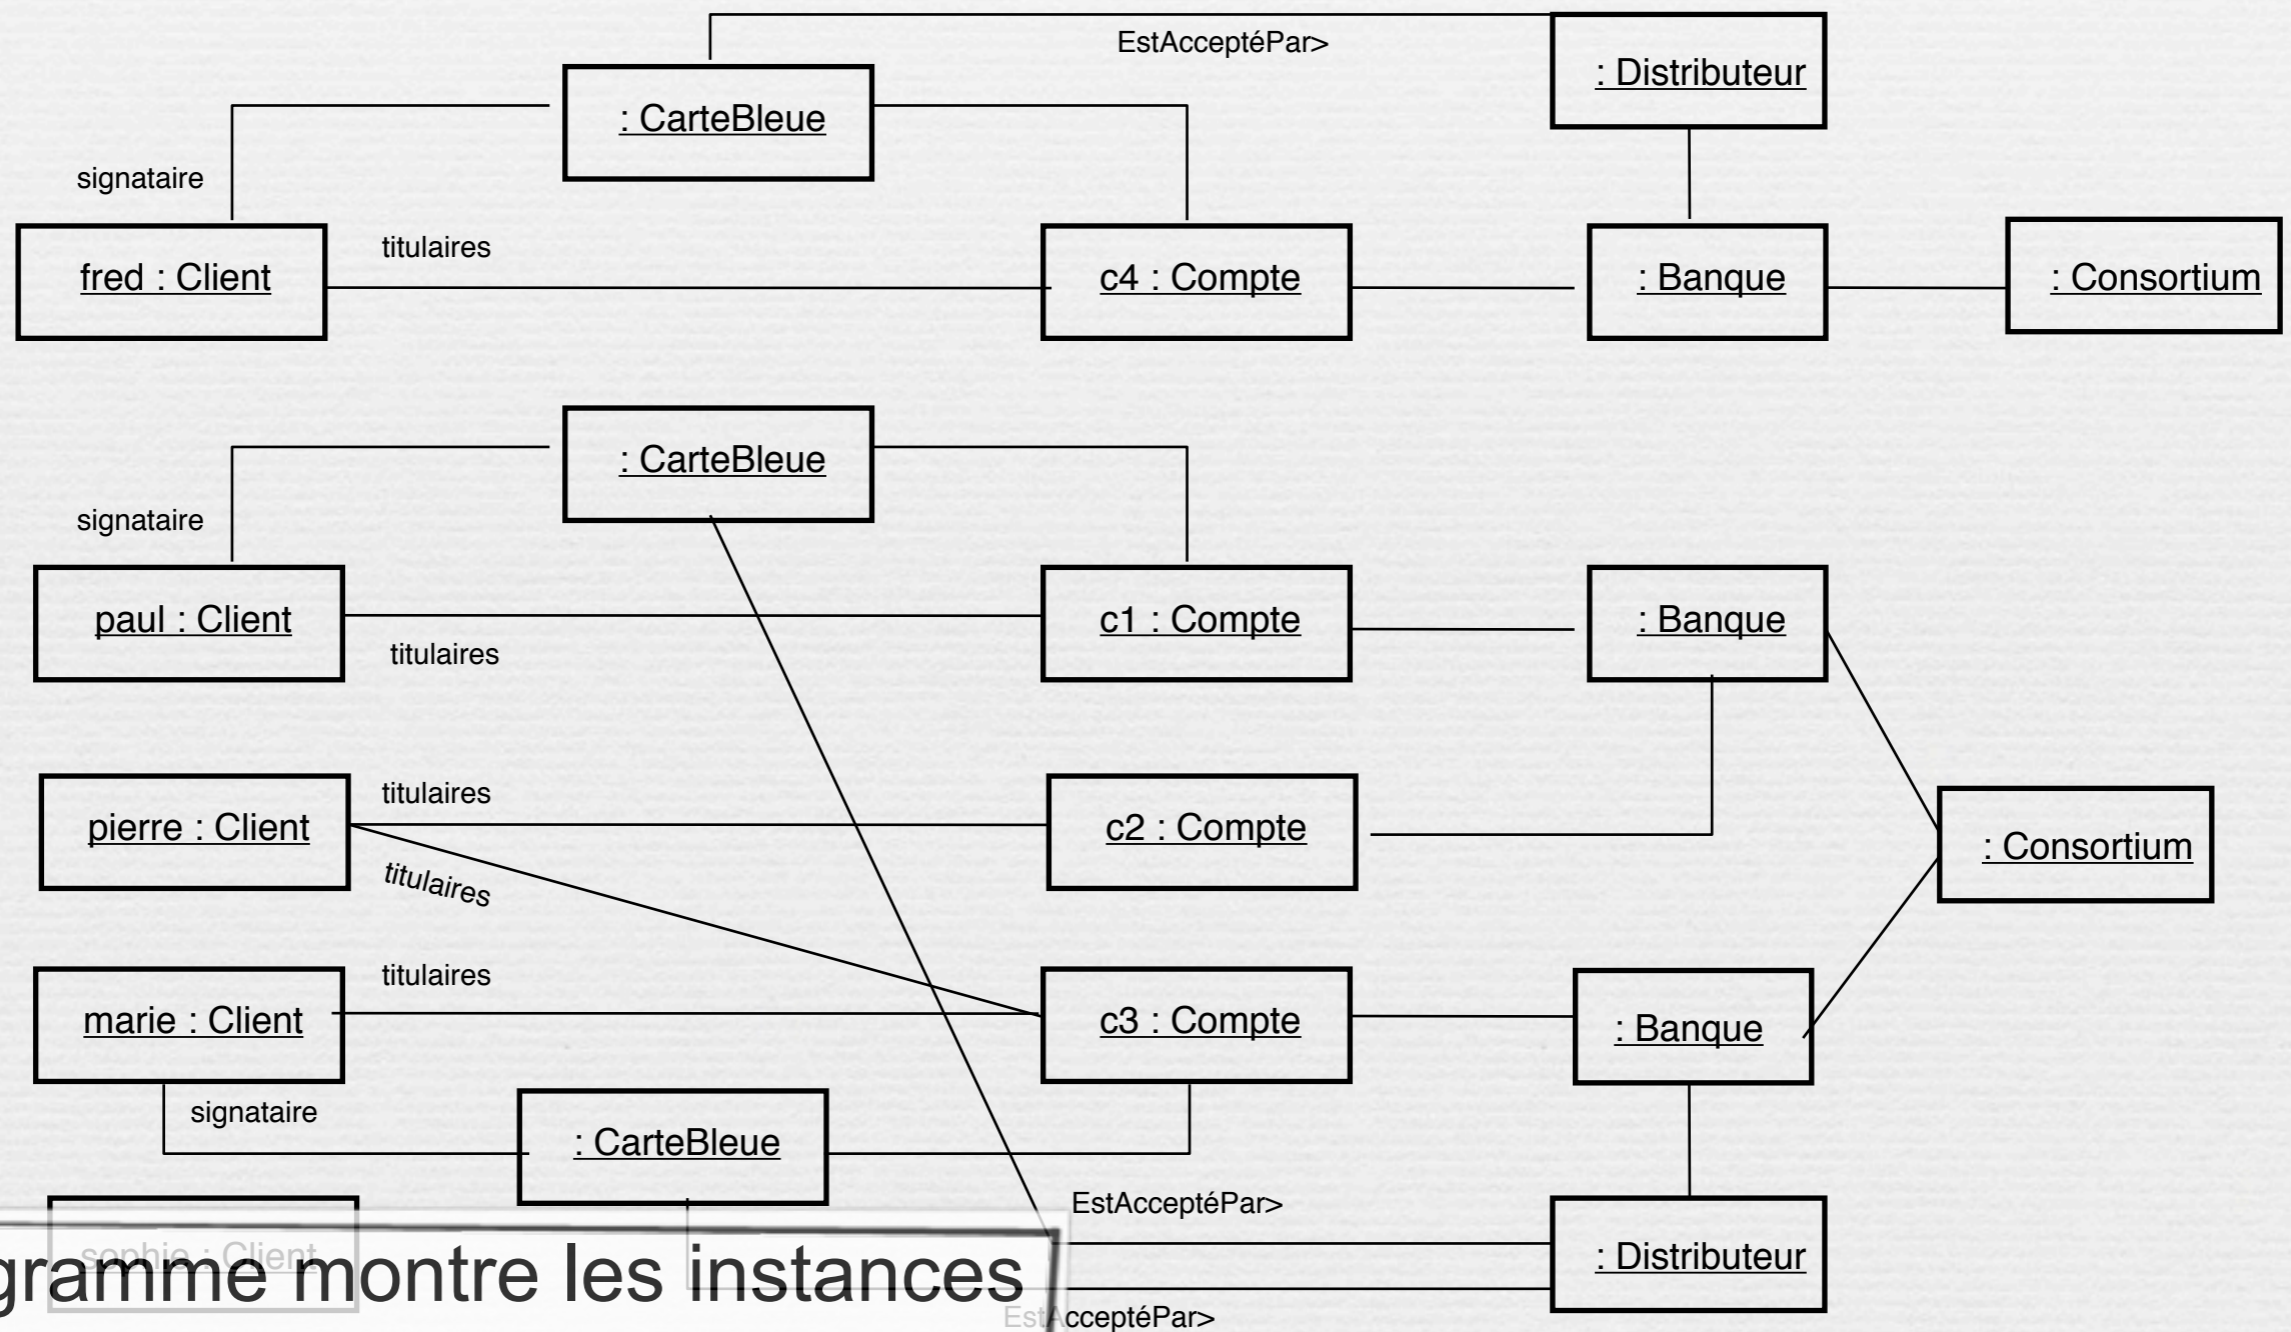 EstAcceptéPar>
: Distributeur
: CarteBleue
signataire
titulaires
fred : Client
c4 : Compte
: Banque
: Consortium
: CarteBleue
signataire
paul : Client
titulaires
c1 : Compte
: Banque
titulaires
pierre : Client
c2 : Compte
: Consortium
titulaires
titulaires
marie : Client
c3 : Compte
: Banque
signataire
: CarteBleue
EstAcceptéPar>
sophie : Client
: Distributeur
gramme montre les instances
EstAcceptéPar>